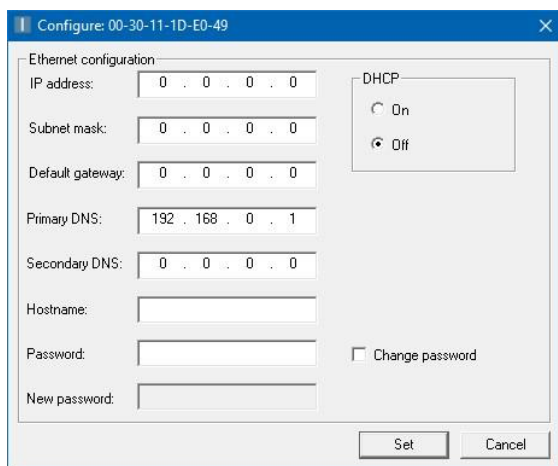 Configure: 00-30-11-1D-E0-49
Ethernet configuration
IP address: 0 . 0 . 0 . 0
DHCP
On
Subnet mask: 0 . 0 . 0 . 0
Off
Default gateway: 0 . 0 . 0 . 0
Primary DNS: 192 . 168 . 0 . 1
Secondary DNS: 0 . 0 . 0 . 0
Hostname:
Password:
Change password
New password:
Set
Cancel